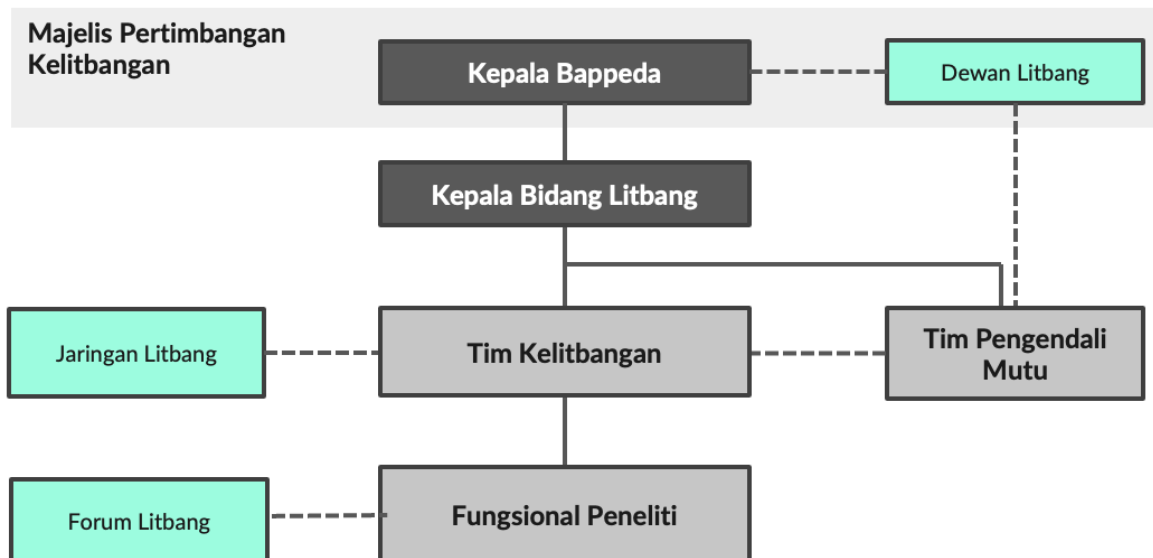 Majelis Pertimbangan
Kelitbangan
Kepala Bappeda
Dewan Litbang
Kepala Bidang Litbang
Jaringan Litbang
Tim Kelitbangan
Tim Pengendali
Mutu
Forum Litbang
Fungsional Peneliti